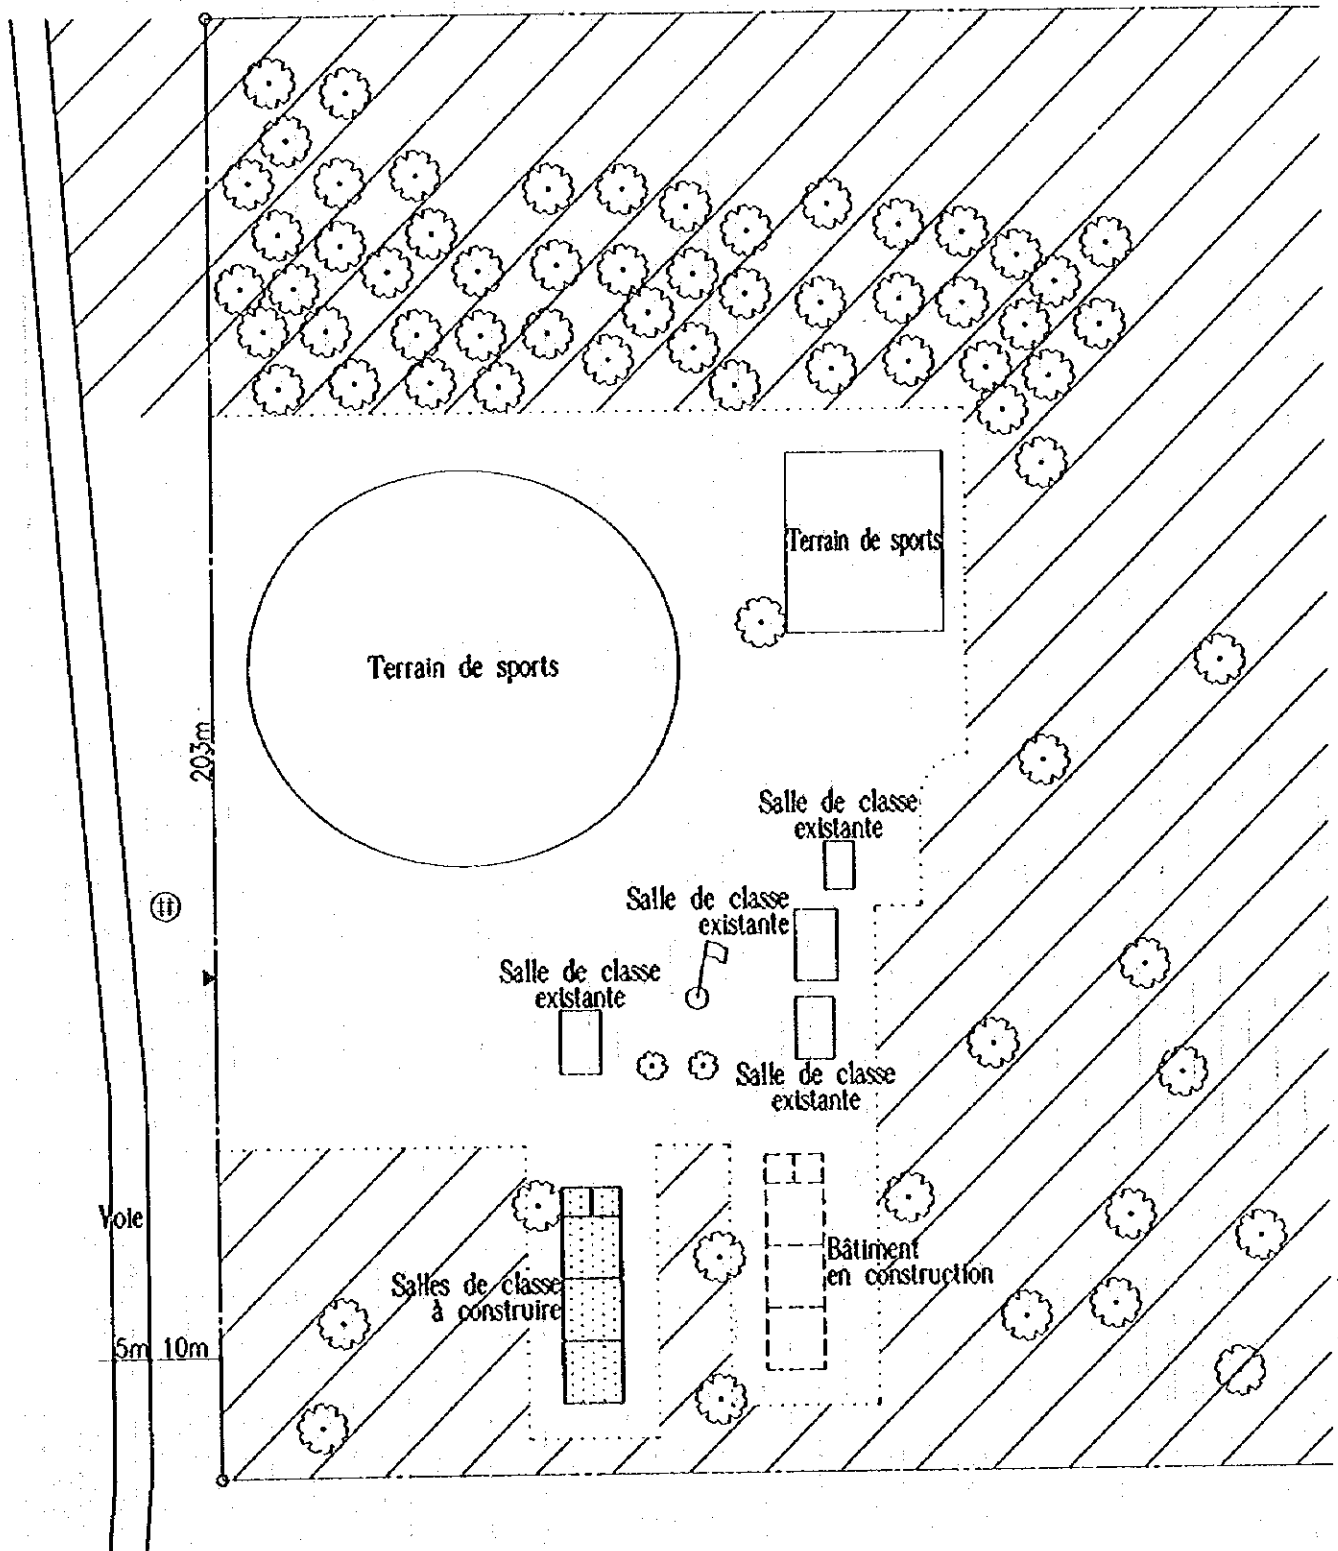 Terrain de sports
Terrain de sports
203m
Salle de classe
existante
Salle de classe
existante
Salle de classe
existante
Salle de classe
existante
Voie
Bâtiment
en construction
Salles de classe
à construire
5m 10m